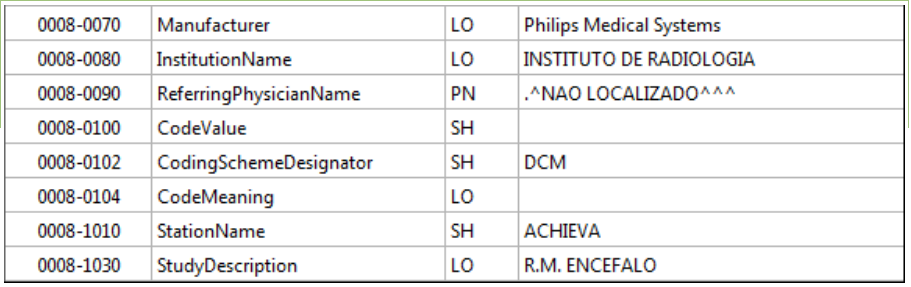 0008-0070 Manufacturer LO Philips Medical Systems
0008-0080 InstitutionName LO INSTITUTO DE RADIOLOGIA
0008-0090 ReferringPhysicianName PN .^NAO LOCALIZADO^^^
0008-0100 CodeValue SH
0008-0102 CodingSchemeDesignator SH DCM
0008-0104 CodeMeaning LO
0008-1010 StationName SH ACHIEVA
0008-1030 StudyDescription LO R.M. ENCEFALO